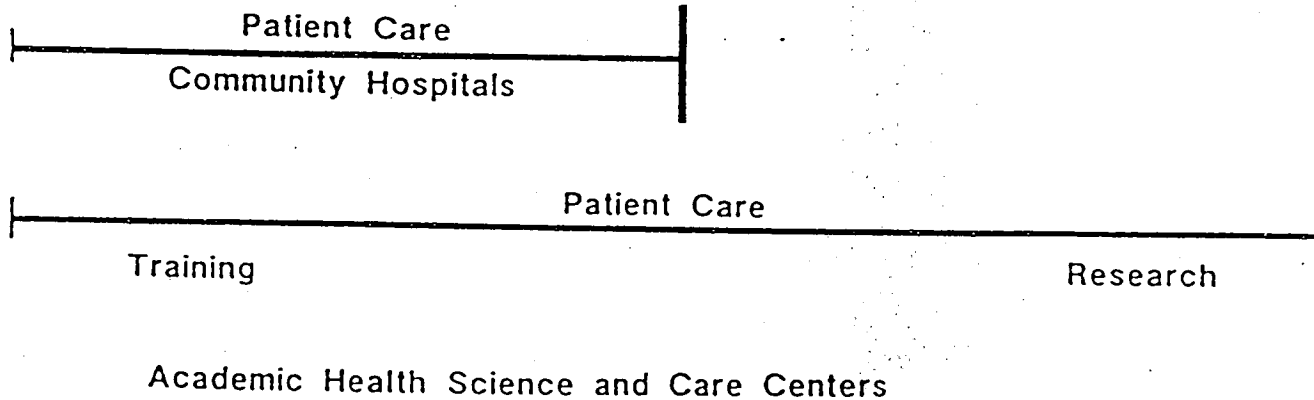 Patient Care
Community Hospitals
Patient Care
Training Research
Academic Health Science and Care Centers